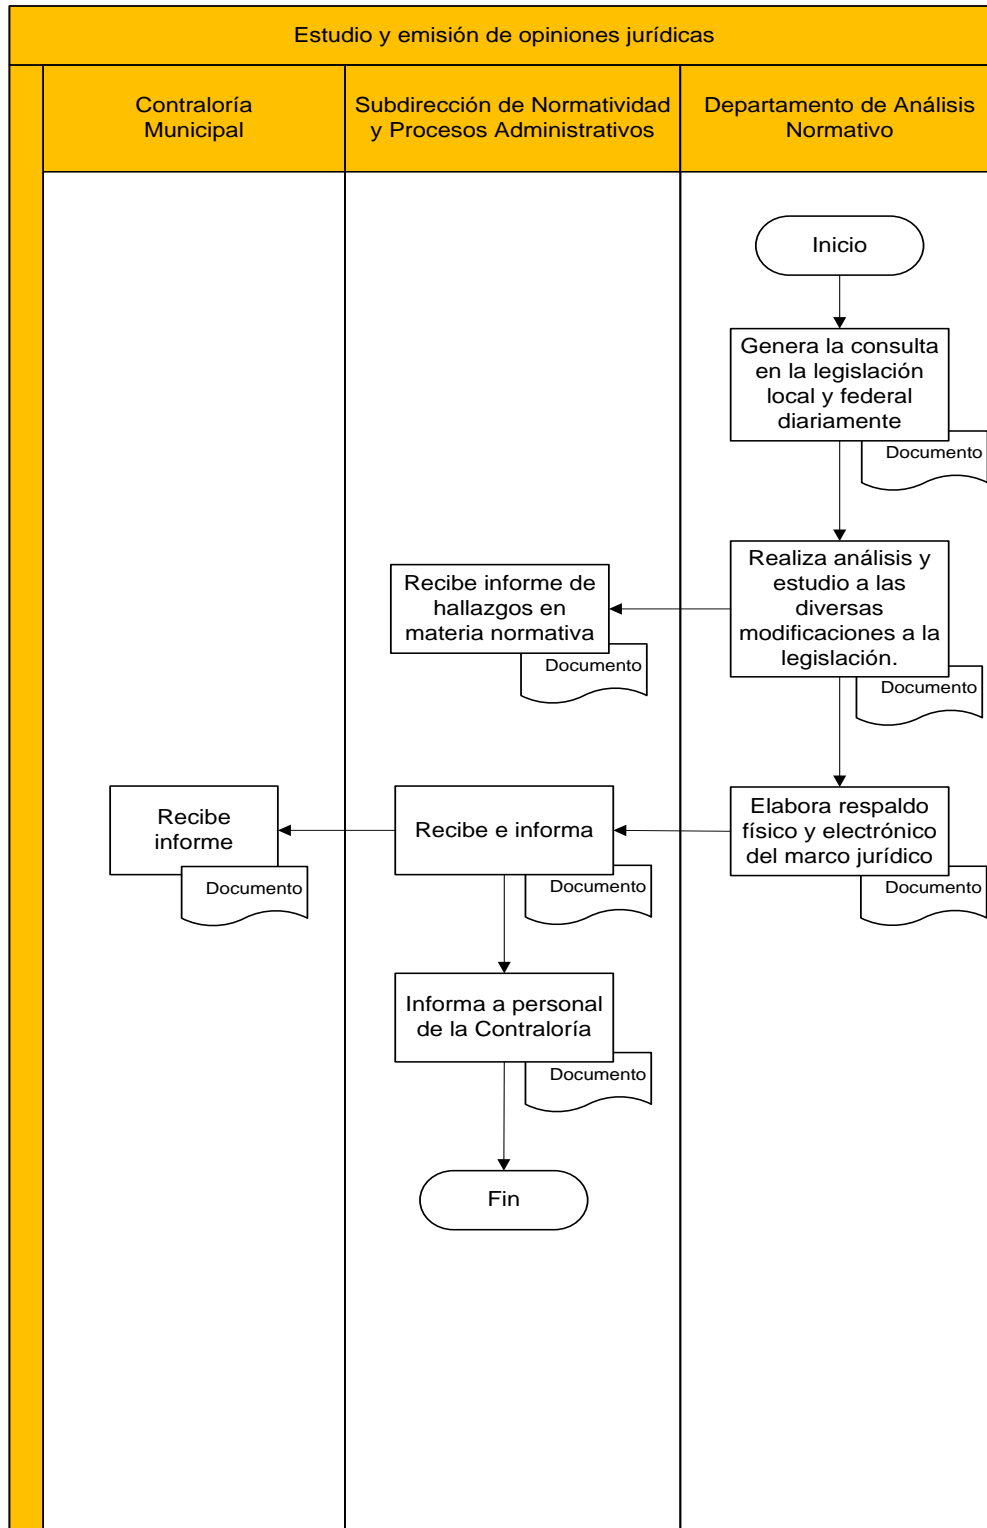 Estudio y emisión de opiniones jurídicas
Contraloría
Municipal
Subdirección de Normatividad
y Procesos Administrativos
Departamento de Análisis
Normativo
Inicio
Genera la consulta
en la legislación
local y federal
diariamente
Documento
Realiza análisis y
estudio a las
diversas
modificaciones a la
legislación.
Documento
Recibe informe de
hallazgos en
materia normativa
Documento
Elabora respaldo
físico y electrónico
del marco jurídico
Documento
Recibe e informa
Documento
Recibe
informe
Documento
Informa a personal
de la Contraloría
Documento
Fin